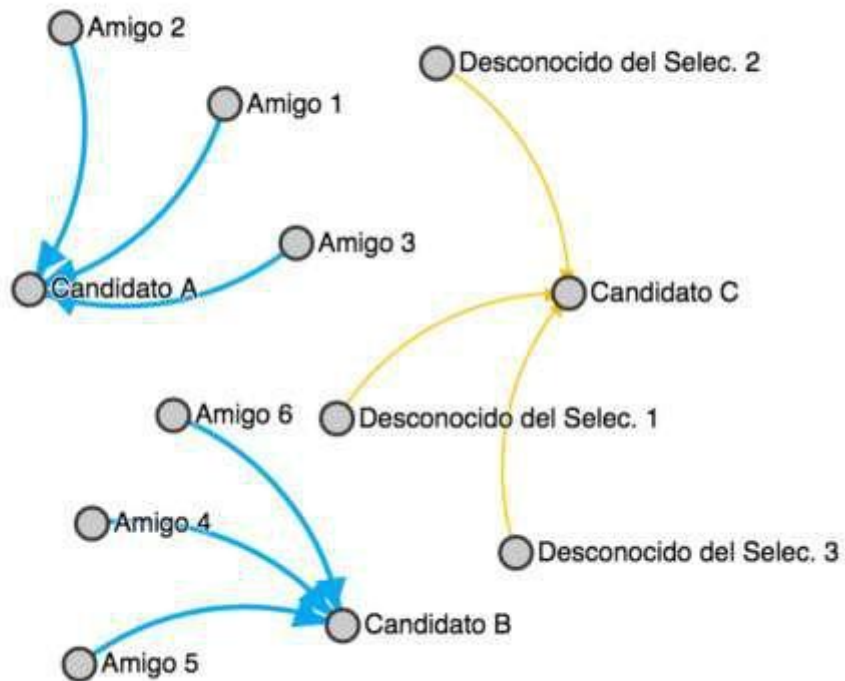 Amigo 2
Desconocido del Selec. 2
Amigo 1
Amigo 3
Candidato A
Candidato C
Amigo 6
Desconocido del Selec. 1
Amigo 4
Desconocido del Selec. 3
Candidato B
Amigo 5